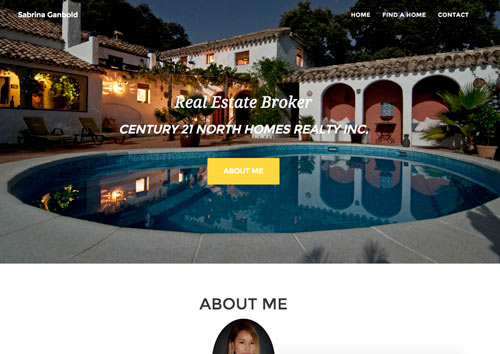 Sabrina Ganbold
HOME FIND A HOME CONTACT
Real Estate Broker
CENTURY 21 NORTH HOMES REALTY INC.
ABOUT ME
ABOUT ME